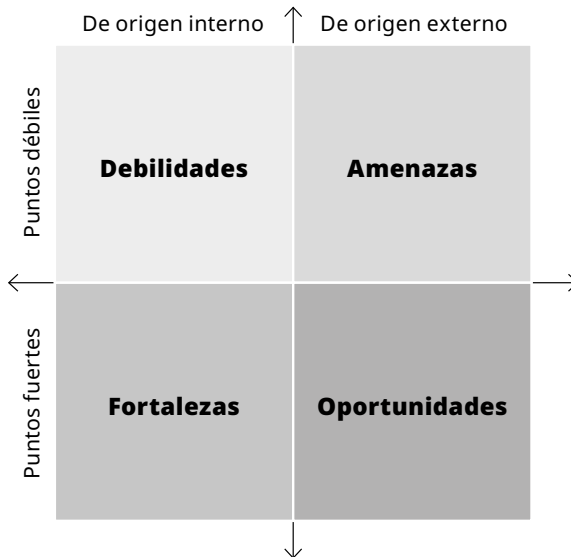 De origen interno
De origen externo
Puntos débiles
Debilidades
Amenazas
Puntos fuertes
Fortalezas
Oportunidades